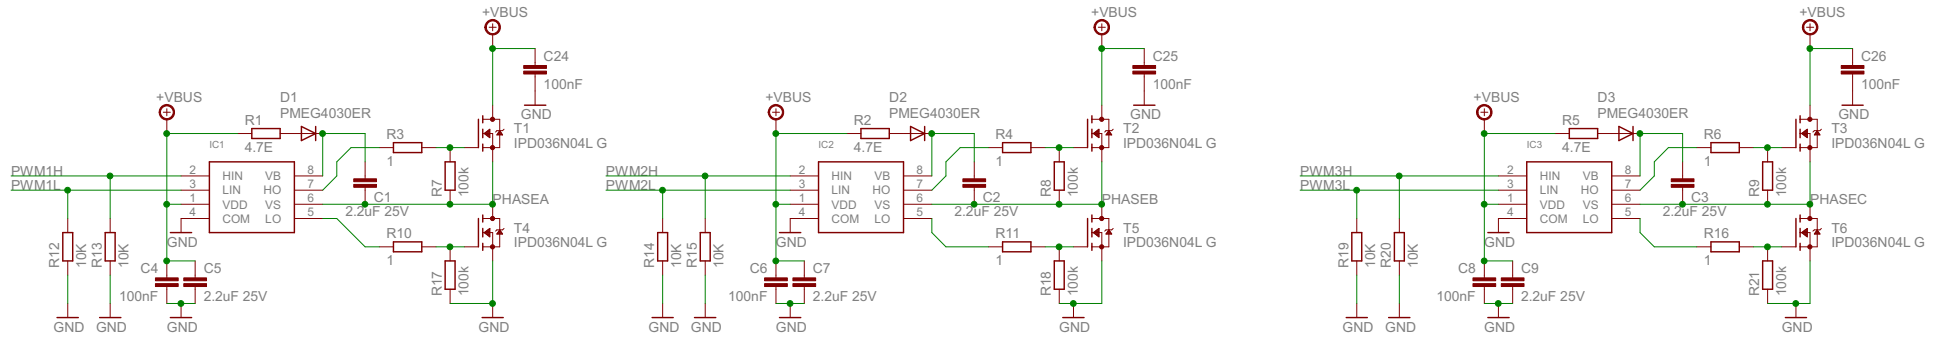 +VBUS
C24
100nF
GND
+VBUS
D1
PMEG4030ER
R1
4.7E
IC1
R3
1
T1
IPD036N04L G
PWM1H
PWM1L
2 HIN VB 8
3 LIN HO 7
1 VDD VS 6
4 COM LO 5
R7
100k
C1
2.2uF 25V
PHASEA
GND
R12
10K
R13
10K
R10
1
T4
IPD036N04L G
C4
100nF
C5
2.2uF 25V
R17
100k
GND
GND
GND
GND
+VBUS
C25
100nF
GND
+VBUS
D2
PMEG4030ER
R2
4.7E
IC2
R4
1
T2
IPD036N04L G
PWM2H
PWM2L
2 HIN VB 8
3 LIN HO 7
1 VDD VS 6
4 COM LO 5
R8
100k
C2
2.2uF 25V
PHASEB
GND
R14
10K
R15
10K
R11
1
T5
IPD036N04L G
C6
100nF
C7
2.2uF 25V
R18
100k
GND
GND
GND
GND
+VBUS
C26
100nF
GND
+VBUS
D3
PMEG4030ER
R5
4.7E
IC3
R6
1
T3
IPD036N04L G
PWM3H
PWM3L
2 HIN VB 8
3 LIN HO 7
1 VDD VS 6
4 COM LO 5
R9
100k
C3
2.2uF 25V
PHASEC
GND
R19
10K
R20
10K
R16
1
T6
IPD036N04L G
C8
100nF
C9
2.2uF 25V
R21
100k
GND
GND
GND
GND